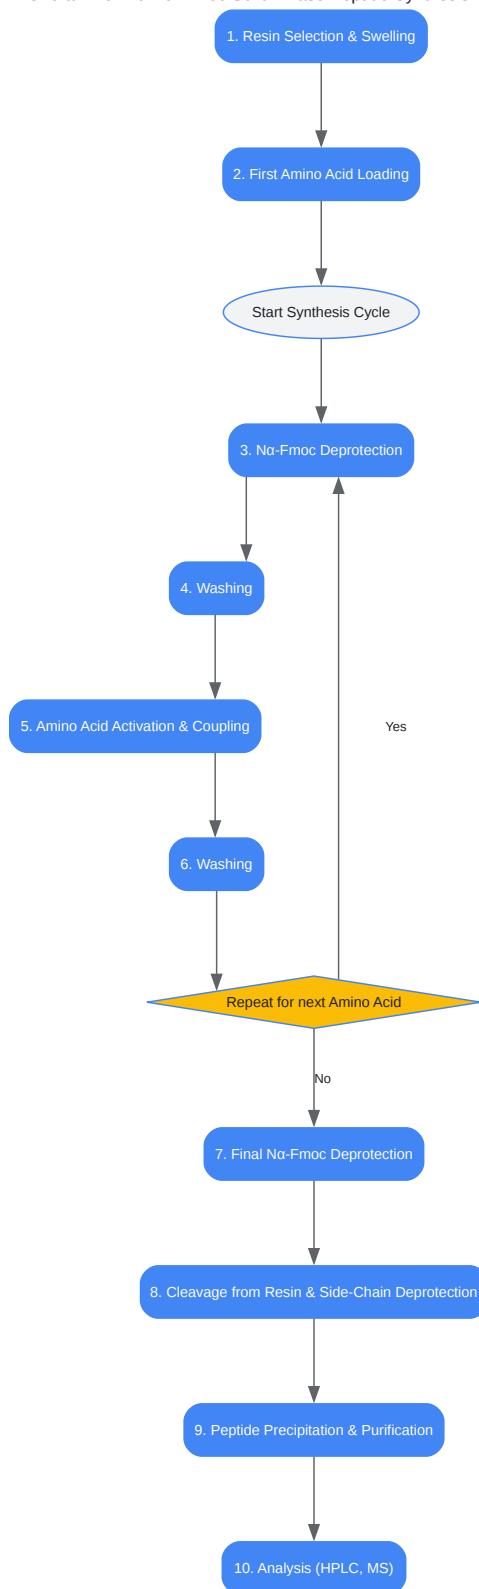 1. Resin Selection & Swelling
2. First Amino Acid Loading
Start Synthesis Cycle
3. Nα-Fmoc Deprotection
4. Washing
5. Amino Acid Activation & Coupling
Yes
6. Washing
Repeat for next Amino Acid
No
7. Final Nα-Fmoc Deprotection
8. Cleavage from Resin & Side-Chain Deprotection
9. Peptide Precipitation & Purification
10. Analysis (HPLC, MS)